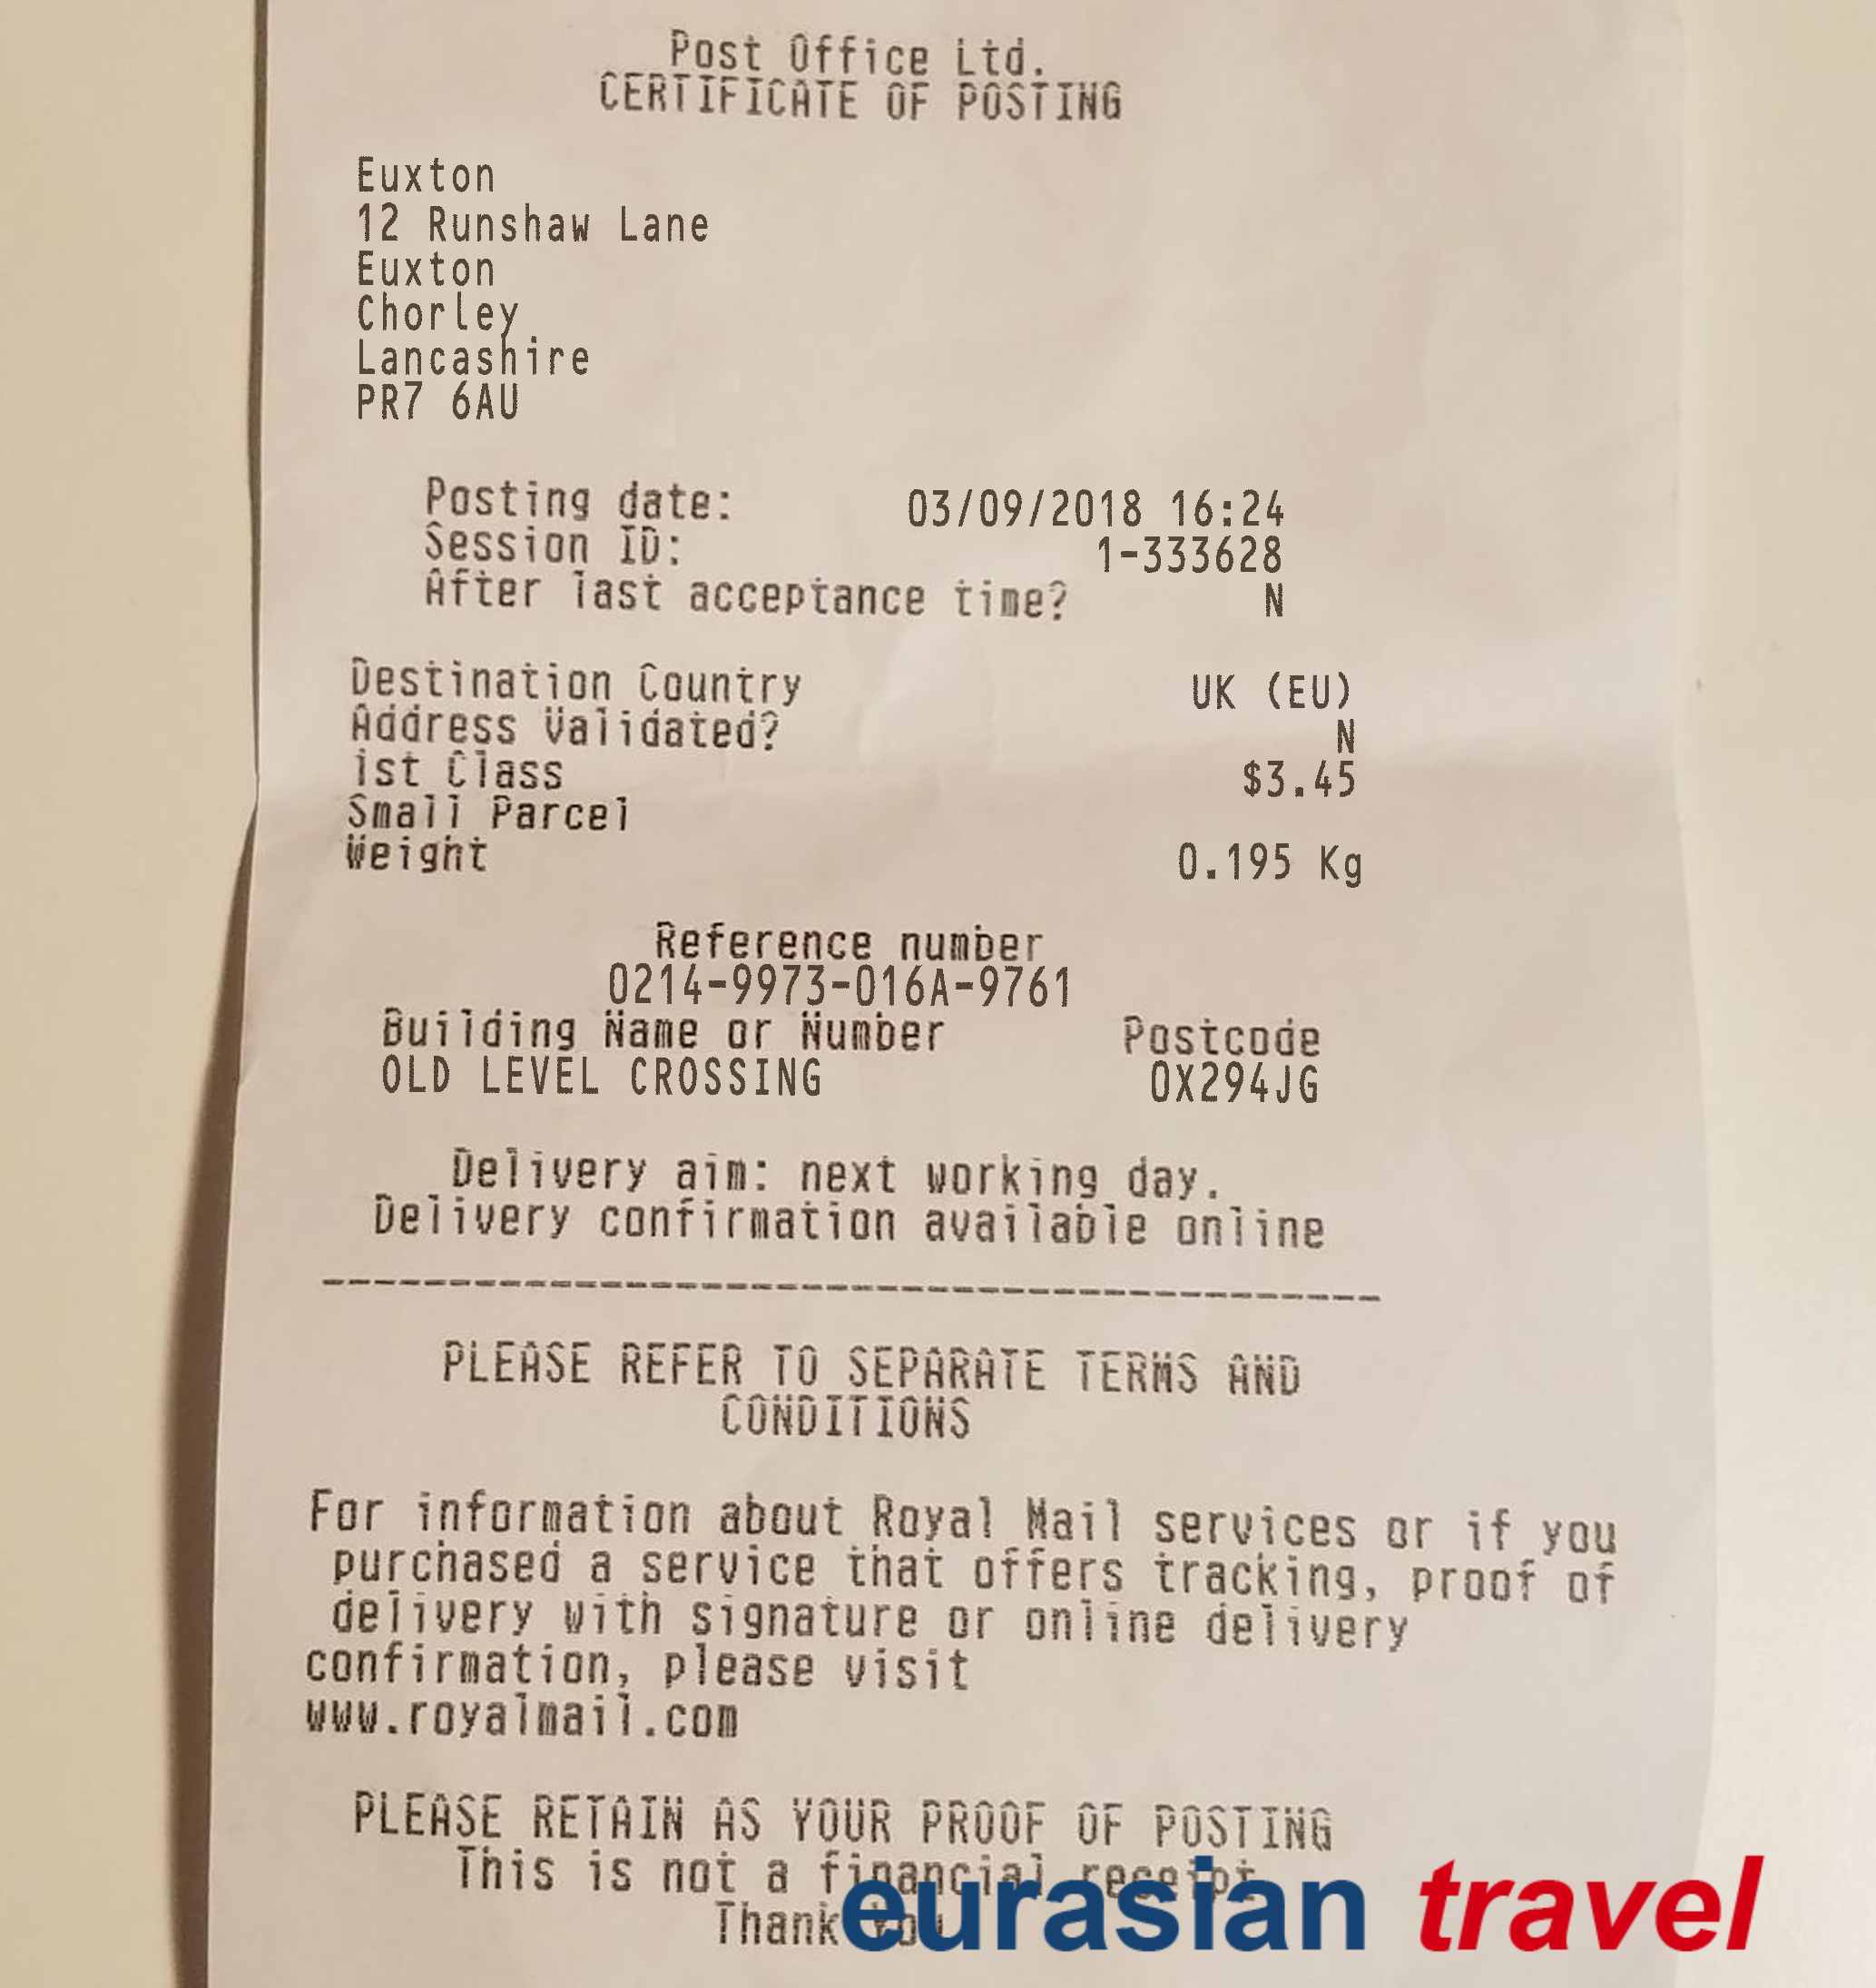 Post Office Ltd.
CERTIFICATE OF POSTING
Euxton
12 Runshaw Lane
Euxton
Chorley
Lancashire
PR7 6AU
Posting date: 03/09/2018 16:24
Session ID: 1-333628
After last acceptance time? N
Destination Country UK (EU)
Address Validated? N
1st Class $3.45
Small Parcel
Weight 0.195 Kg
Reference number
0214-9973-016A-9761
Building Name or Number Postcode
OLD LEVEL CROSSING OX294JG
Delivery aim: next working day.
Delivery confirmation available online
PLEASE REFER TO SEPARATE TERMS AND
CONDITIONS
For information about Royal Mail services or if you
purchased a service that offers tracking, proof of
delivery with signature or online delivery
confirmation, please visit
www.royalmail.com
PLEASE RETAIN AS YOUR PROOF OF POSTING
This is not a financial receipt
Thank You
eurasian travel